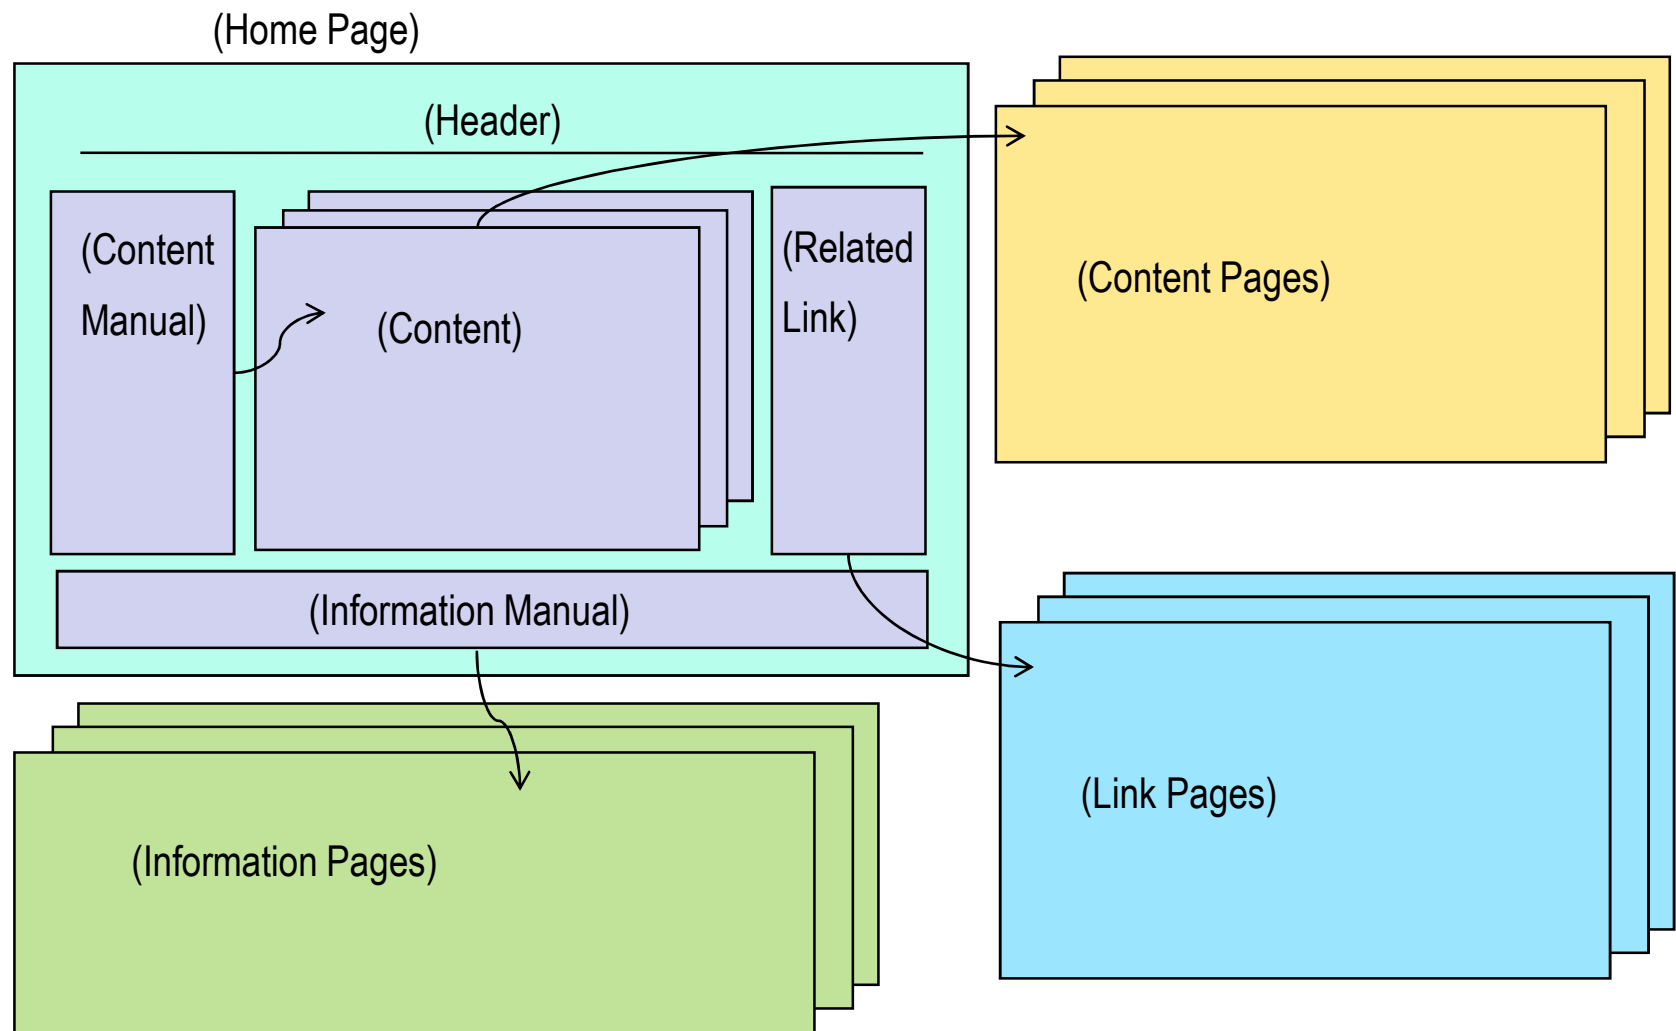 (Home Page)
(Header)
(Content
Manual)
(Content)
(Related
Link)
(Information Manual)
(Content Pages)
(Link Pages)
(Information Pages)